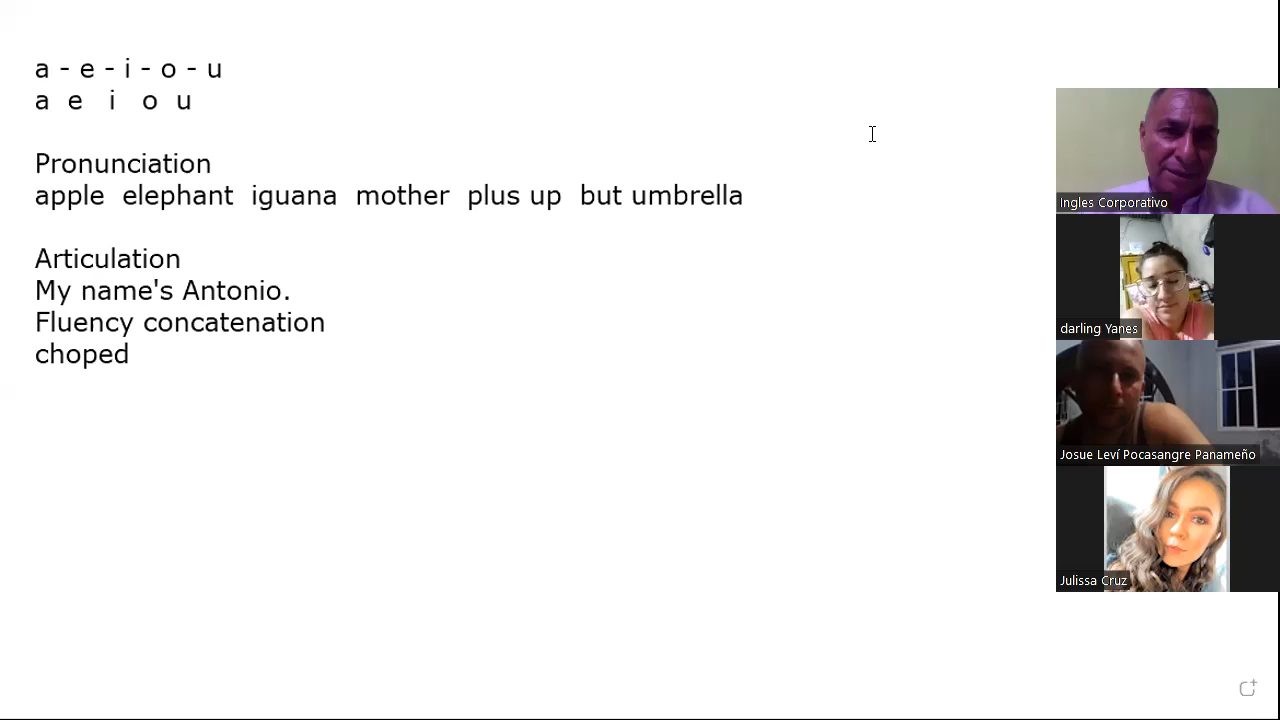 a - e - i - o - u
a e i o u
Pronunciation
apple elephant iguana mother plus up but umbrella
Articulation
My name's Antonio.
Fluency concatenation
choped
Ingles Corporativo
darling Yanes
Josue Leví Pocasangre Panameño
Julissa Cruz